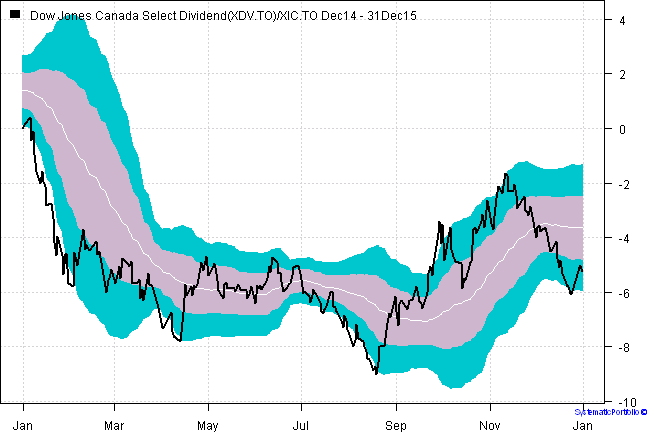 Dow Jones Canada Select Dividend(XDV.TO)/XIC.TO Dec14 - 31Dec15
4
2
0
-2
-4
-6
-8
-10
SystematicPortfolio ©
Jan Mar May Jul Sep Nov Jan